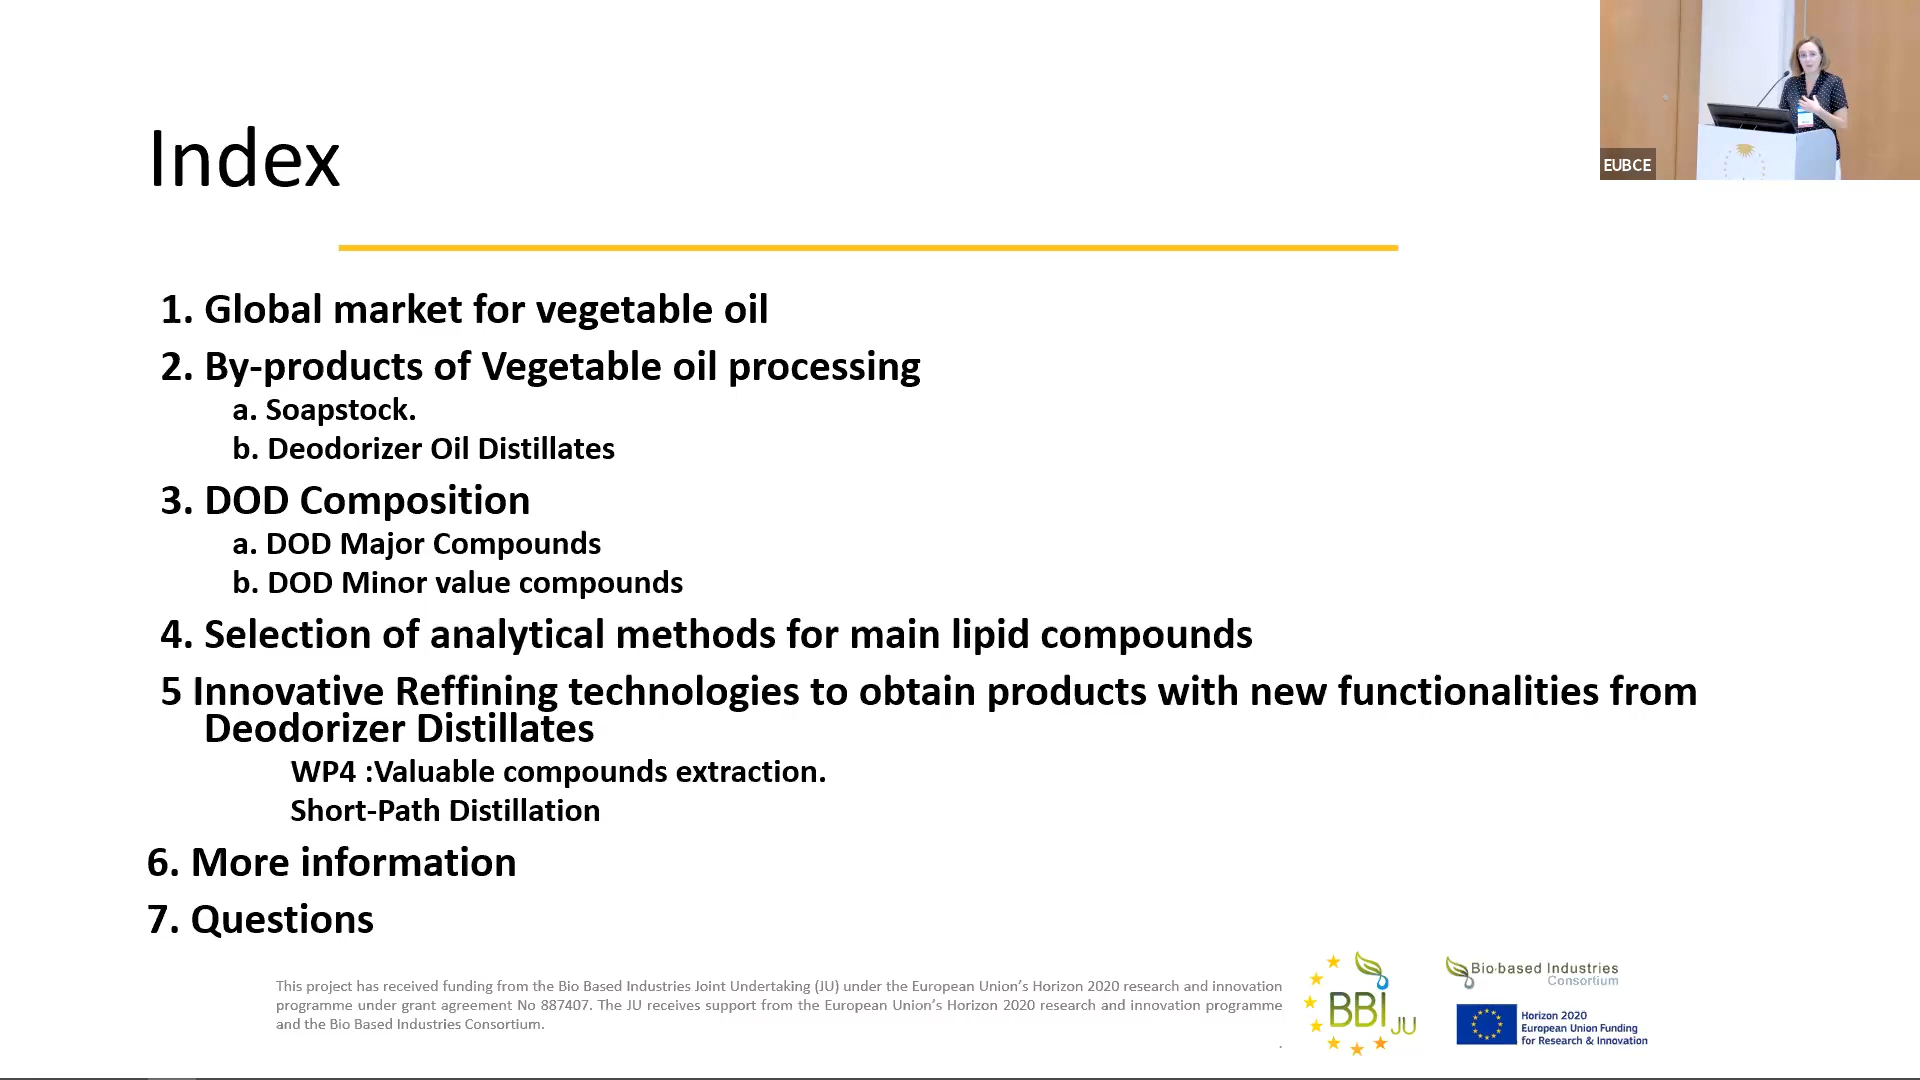 EUBCE
Index
1. Global market for vegetable oil
2. By-products of Vegetable oil processing
a. Soapstock.
b. Deodorizer Oil Distillates
3. DOD Composition
a. DOD Major Compounds
b. DOD Minor value compounds
4. Selection of analytical methods for main lipid compounds
5 Innovative Reffining technologies to obtain products with new functionalities from
Deodorizer Distillates
WP4 :Valuable compounds extraction.
Short-Path Distillation
6. More information
7. Questions
This project has received funding from the Bio Based Industries Joint Undertaking (JU) under the European Union's Horizon 2020 research and innovation
programme under grant agreement No 887407. The JU receives support from the European Union's Horizon 2020 research and innovation programme
and the Bio Based Industries Consortium.
.
BBI JU
Bio-based Industries
Consortium
Horizon 2020
European Union Funding
for Research & Innovation